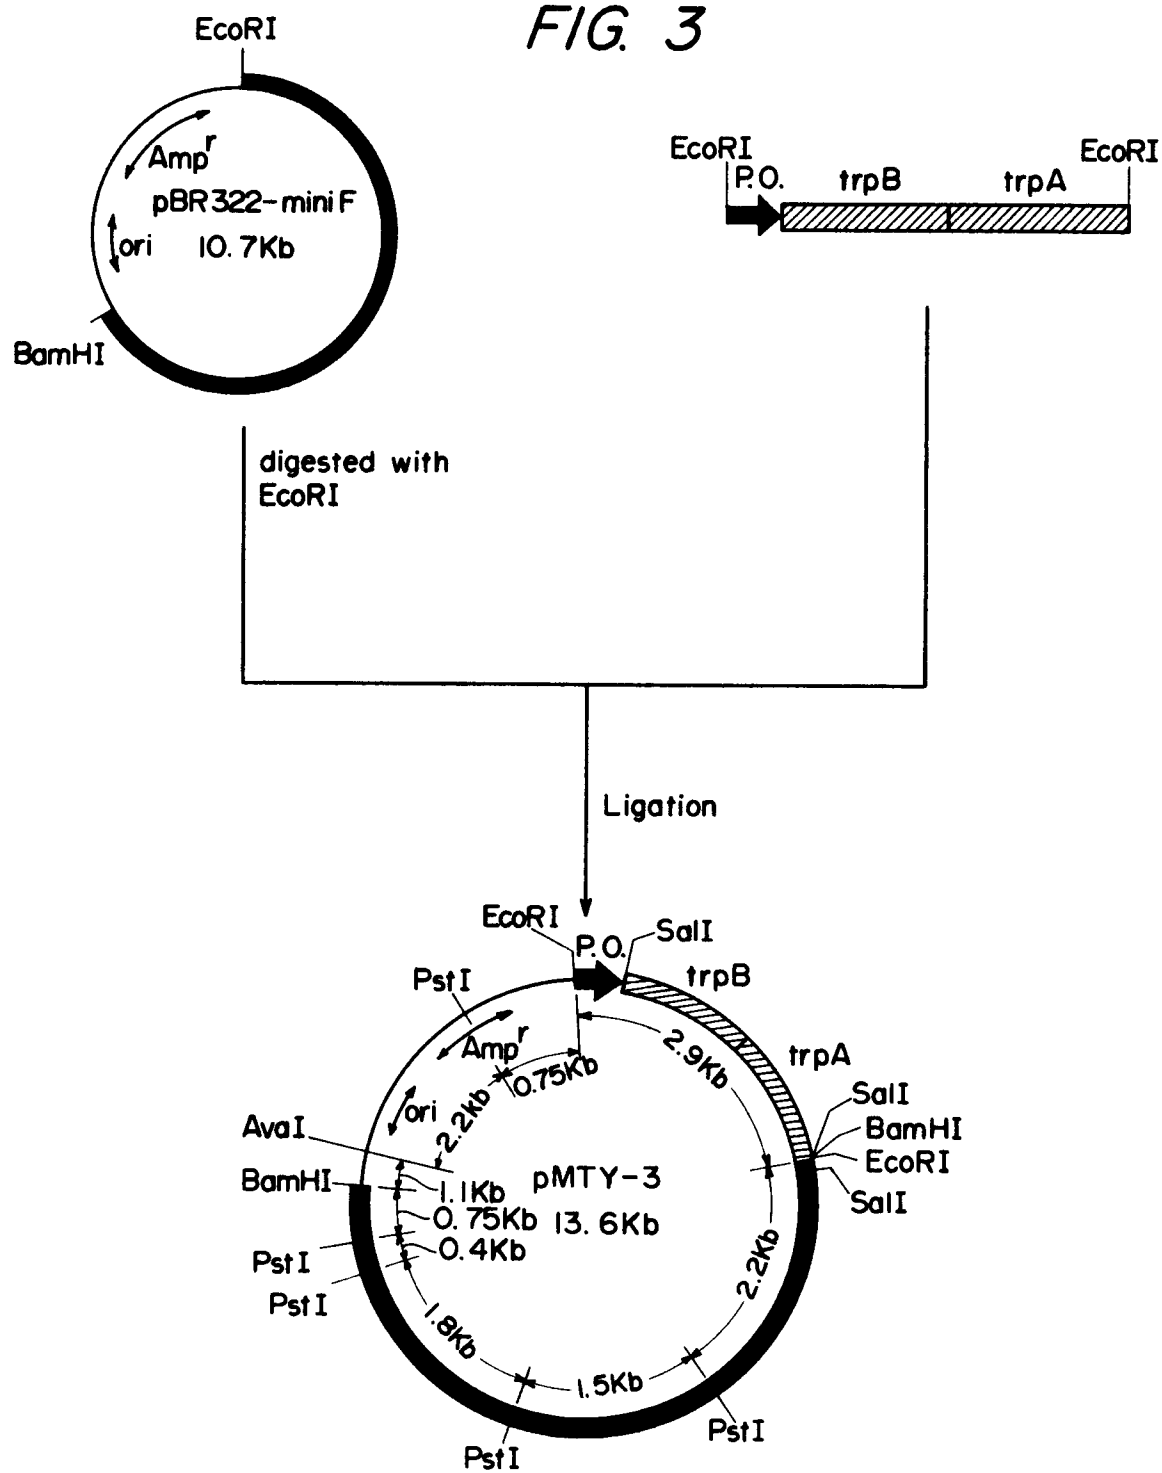 FIG. 3
EcoRI
Amp^r
pBR322-mini F
ori
10.7Kb
BamHI
EcoRI
EcoRI
P.O.
trpB
trpA
digested with
EcoRI
Ligation
EcoRI
P.O.
SalI
trpB
PstI
trpA
Amp^r
2.9Kb
0.75Kb
ori
2.2kb
SalI
AvaI
BamHI
EcoRI
BamHI
1.1Kb
pMTY-3
SalI
0.75Kb
13.6Kb
PstI
0.4Kb
2.2Kb
PstI
1.8Kb
1.5Kb
PstI
PstI